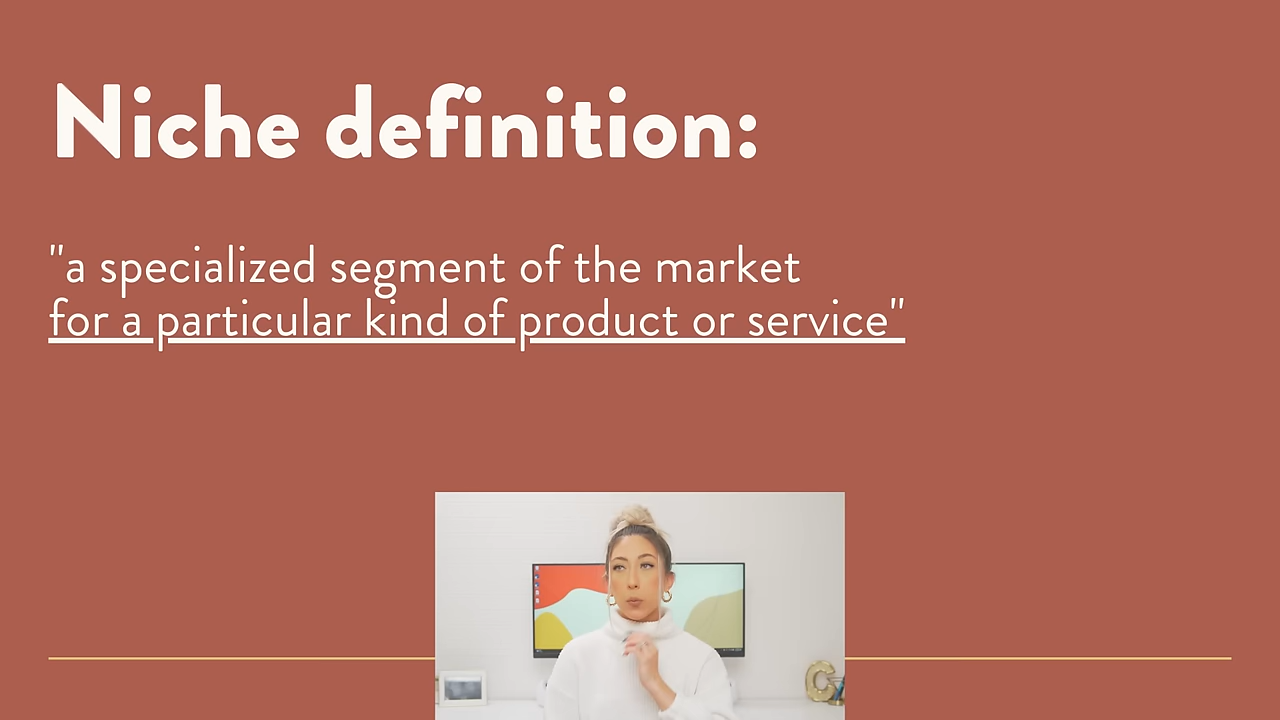 Niche definition:
"a specialized segment of the market
for a particular kind of product or service"
C